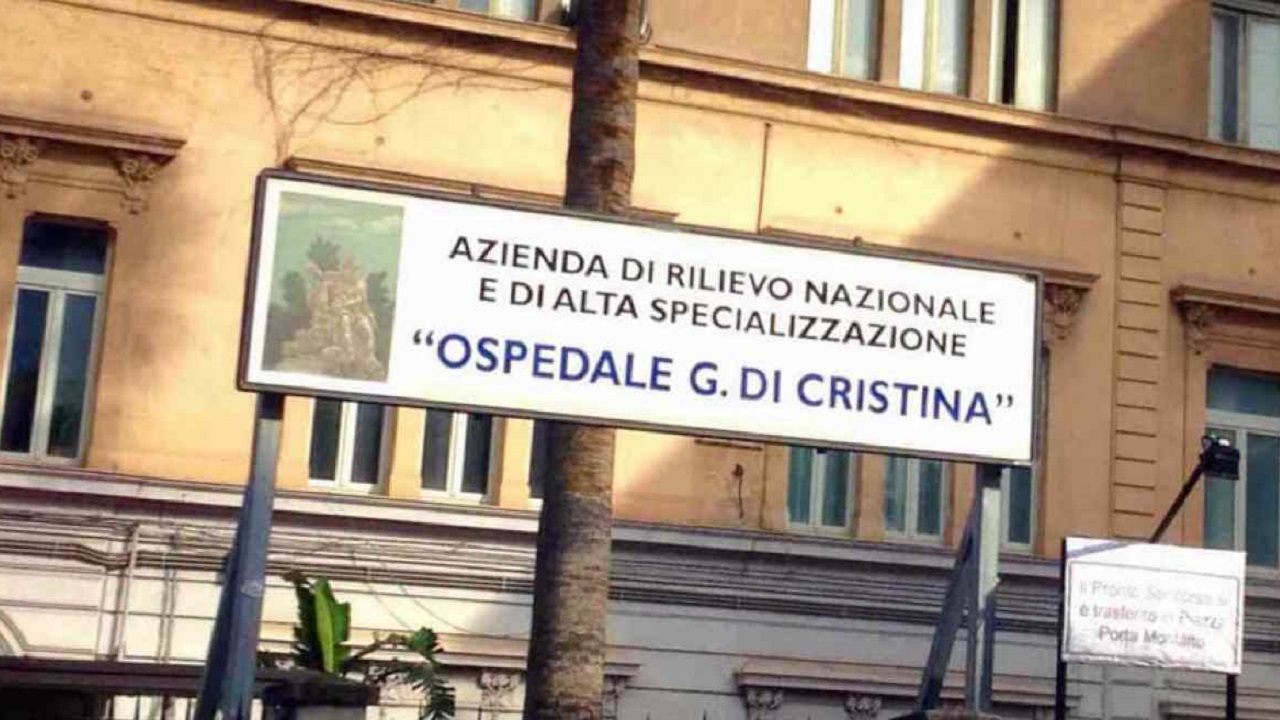 AZIENDA DI RILIEVO NAZIONALE
E DI ALTA SPECIALIZZAZIONE
“OSPEDALE G. DI CRISTINA”
Il Pronto Soccorso si
è trasferito in Piazza
Porta Montalto